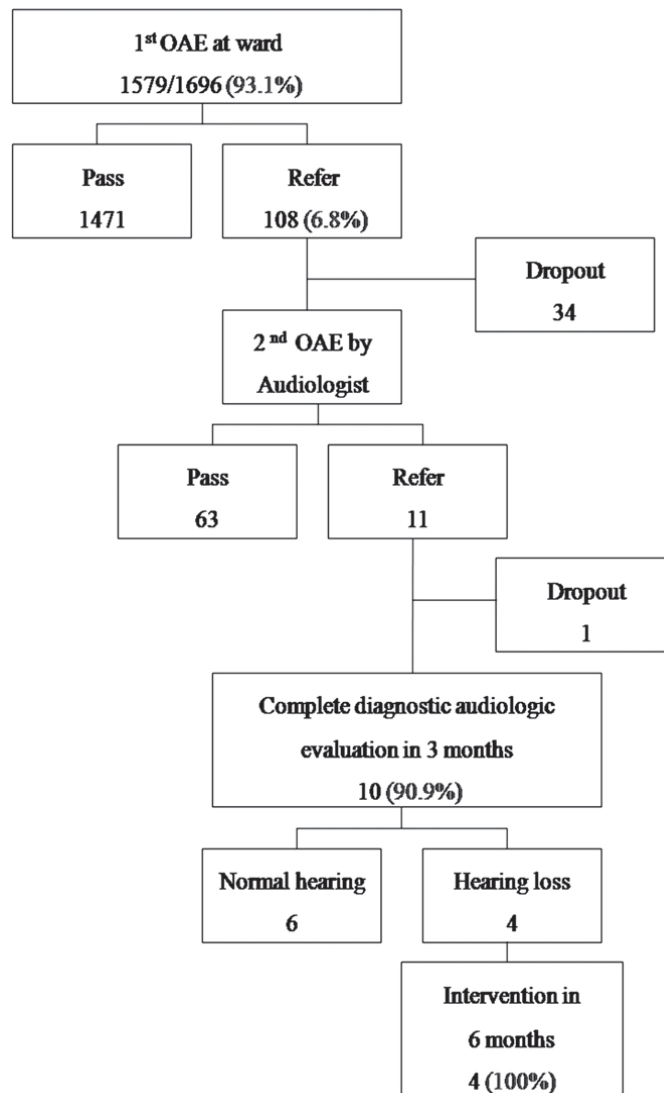 1st OAE at ward
1579/1696 (93.1%)
Pass
1471
Refer
108 (6.8%)
Dropout
34
2 nd OAE by
Audiologist
Pass
63
Refer
11
Dropout
1
Complete diagnostic audiologic
evaluation in 3 months
10 (90.9%)
Normal hearing
6
Hearing loss
4
Intervention in
6 months
4 (100%)